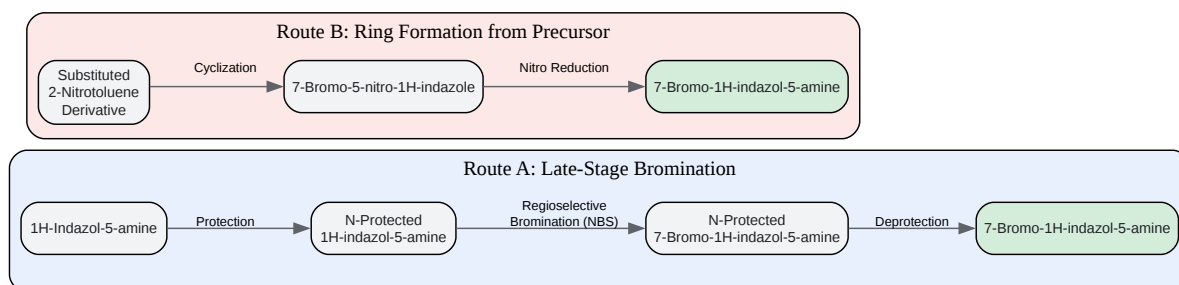 Route B: Ring Formation from Precursor
Substituted
2-Nitrotoluene
Derivative
Cyclization
7-Bromo-5-nitro-1H-indazole
Nitro Reduction
7-Bromo-1H-indazol-5-amine
Route A: Late-Stage Bromination
1H-Indazol-5-amine
Protection
N-Protected
1H-indazol-5-amine
Regioselective
Bromination (NBS)
N-Protected
7-Bromo-1H-indazol-5-amine
Deprotection
7-Bromo-1H-indazol-5-amine